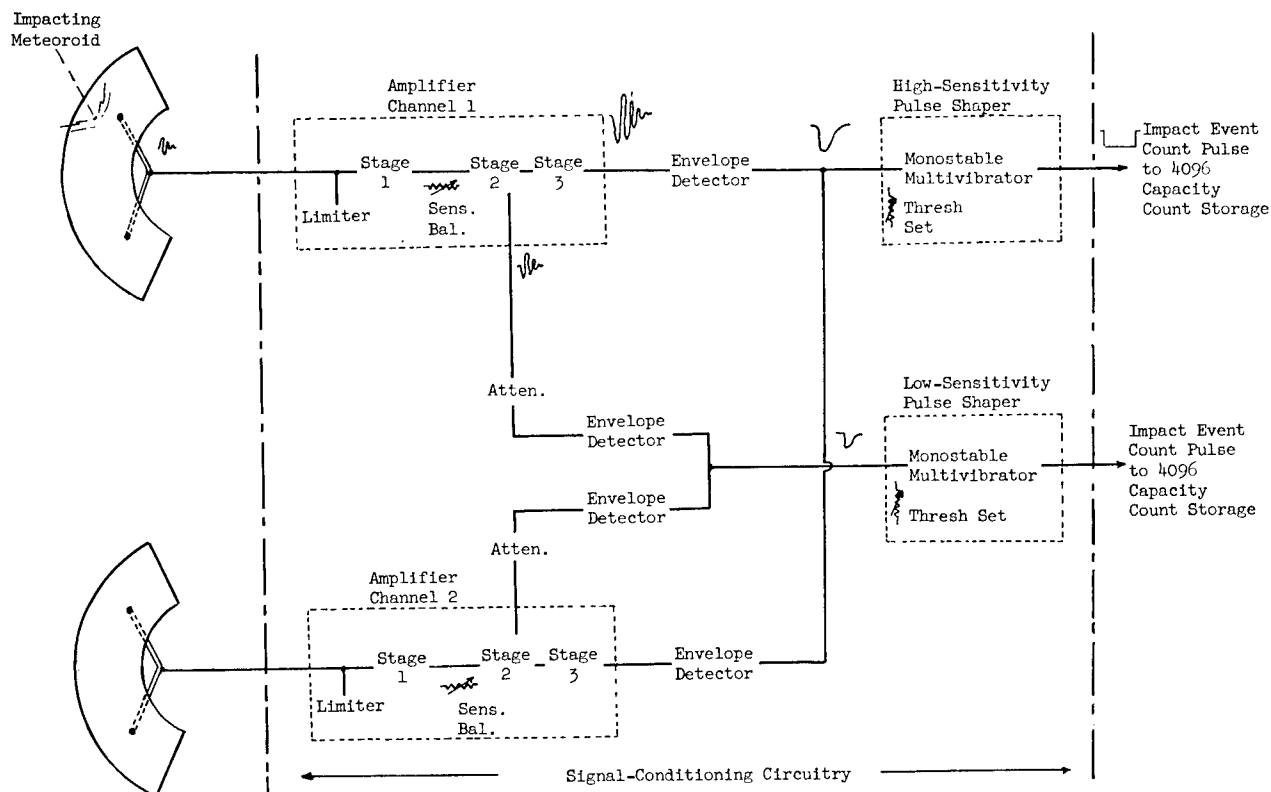 Impacting
Meteoroid
Amplifier
Channel 1
High-Sensitivity
Pulse Shaper
Stage
1
Stage
2
Stage
3
Limiter
Sens.
Bal.
Envelope
Detector
Monostable
Multivibrator
Thresh
Set
Impact Event
Count Pulse
to 4096
Capacity
Count Storage
Atten.
Envelope
Detector
Low-Sensitivity
Pulse Shaper
Monostable
Multivibrator
Thresh Set
Impact Event
Count Pulse
to 4096
Capacity
Count Storage
Envelope
Detector
Atten.
Amplifier
Channel 2
Stage
1
Stage
2
Stage
3
Limiter
Sens.
Bal.
Envelope
Detector
Signal-Conditioning Circuitry